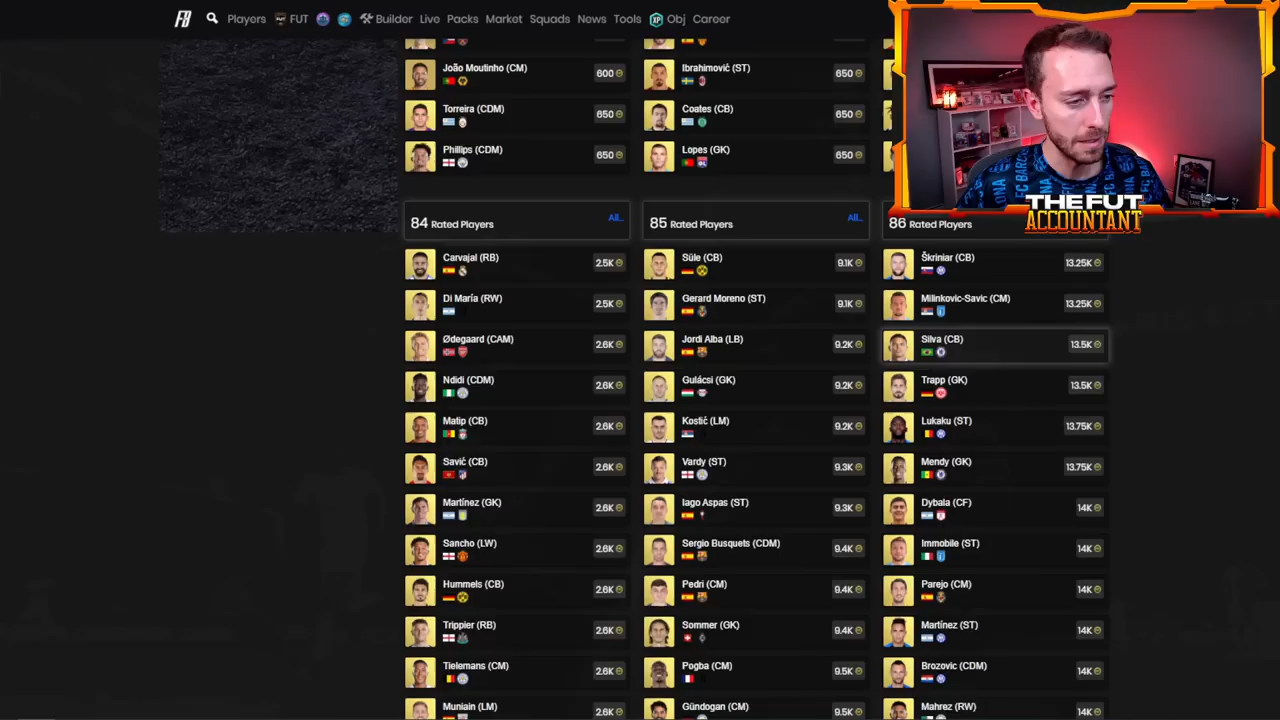 FB Players FUT Builder Live Packs Market Squads News Tools XP Obj Career
João Moutinho (CM) 600
Torreira (CDM) 650
Phillips (CDM) 650
Ibrahimović (ST) 650
Coates (CB) 650
Lopes (GK) 650
THE FUT
ACCOUNTANT
84 Rated Players All..
Carvajal (RB) 2.5K
Di María (RW) 2.5K
Ødegaard (CAM) 2.6K
Ndidi (CDM) 2.6K
Matip (CB) 2.6K
Savić (CB) 2.6K
Martínez (GK) 2.6K
Sancho (LW) 2.6K
Hummels (CB) 2.6K
Trippier (RB) 2.6K
Tielemans (CM) 2.6K
Muniain (LM) 2.6K
85 Rated Players All..
Süle (CB) 9.1K
Gerard Moreno (ST) 9.1K
Jordi Alba (LB) 9.2K
Gulácsi (GK) 9.2K
Kostić (LM) 9.2K
Vardy (ST) 9.3K
Iago Aspas (ST) 9.3K
Sergio Busquets (CDM) 9.4K
Pedri (CM) 9.4K
Sommer (GK) 9.4K
Pogba (CM) 9.5K
Gündogan (CM) 9.5K
86 Rated Players
Škriniar (CB) 13.25K
Milinkovic-Savic (CM) 13.25K
Silva (CB) 13.5K
Trapp (GK) 13.5K
Lukaku (ST) 13.75K
Mendy (GK) 13.75K
Dybala (CF) 14K
Immobile (ST) 14K
Parejo (CM) 14K
Martínez (ST) 14K
Brozovic (CDM) 14K
Mahrez (RW) 14K